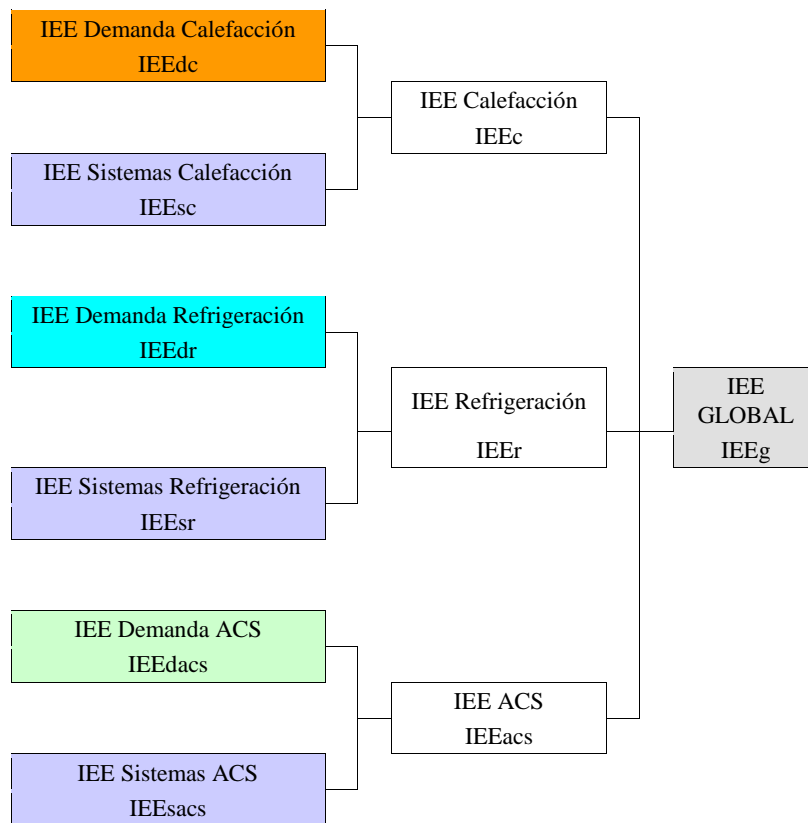 IEE Demanda Calefacción
IEEdc
IEE Calefacción
IEEc
IEE Sistemas Calefacción
IEEsc
IEE Demanda Refrigeración
IEEdr
IEE Refrigeración
IEEr
IEE
GLOBAL
IEEg
IEE Sistemas Refrigeración
IEEsr
IEE Demanda ACS
IEEdacs
IEE ACS
IEEacs
IEE Sistemas ACS
IEEsacs